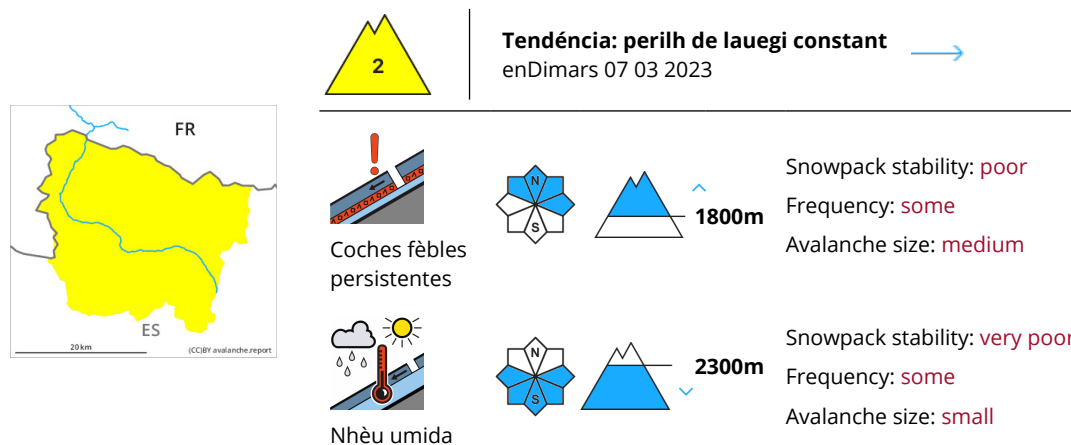 2
Tendéncia: perilh de lauegi constant
enDimars 07 03 2023
FR
ES
20 km
(CC)BY avalanche.report
Coches fèbles
persistentes
N
S
1800m
Snowpack stability: poor
Frequency: some
Avalanche size: medium
Nhèu umida
N
S
2300m
Snowpack stability: very poor
Frequency: some
Avalanche size: small